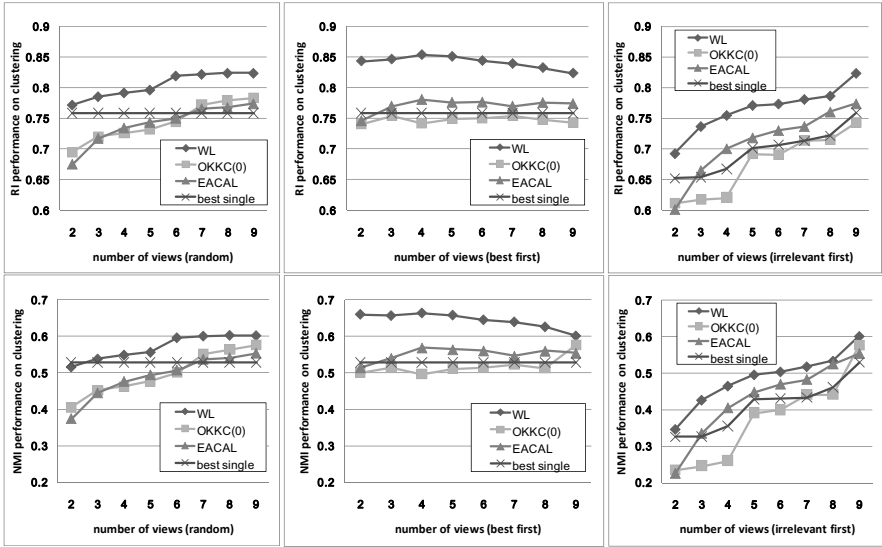 0.9
0.85
0.8
0.75
0.7
0.65
0.6
RI performance on clustering
WL
OKKC(0)
EACAL
best single
2 3 4 5 6 7 8 9
number of views (random)
0.9
0.85
0.8
0.75
0.7
0.65
0.6
RI performance on clustering
WL
OKKC(0)
EACAL
best single
2 3 4 5 6 7 8 9
number of views (best first)
0.9
0.85
0.8
0.75
0.7
0.65
0.6
RI performance on clustering
WL
OKKC(0)
EACAL
best single
2 3 4 5 6 7 8 9
number of views (irrelevant first)
0.7
0.6
0.5
0.4
0.3
0.2
NMI performance on clustering
WL
OKKC(0)
EACAL
best single
2 3 4 5 6 7 8 9
number of views (random)
0.7
0.6
0.5
0.4
0.3
0.2
NMI performance on clustering
WL
OKKC(0)
EACAL
best single
2 3 4 5 6 7 8 9
number of views (best first)
0.7
0.6
0.5
0.4
0.3
0.2
NMI performance on clustering
WL
OKKC(0)
EACAL
best single
2 3 4 5 6 7 8 9
number of views (irrelevant first)